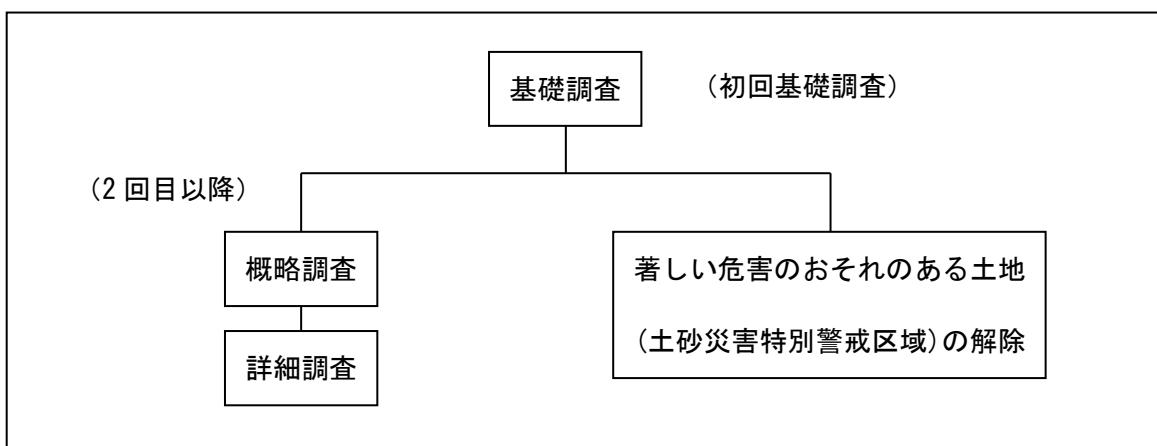 基礎調査
（初回基礎調査）
（2 回目以降）
概略調査
著しい危害のおそれのある土地
（土砂災害特別警戒区域）の解除
詳細調査